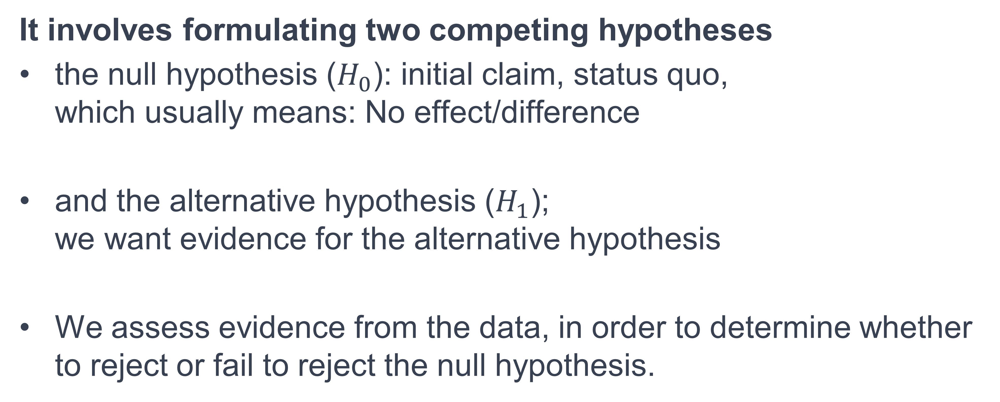 It involves formulating two competing hypotheses
• the null hypothesis (H₀): initial claim, status quo,
which usually means: No effect/difference
• and the alternative hypothesis (H₁);
we want evidence for the alternative hypothesis
• We assess evidence from the data, in order to determine whether
to reject or fail to reject the null hypothesis.